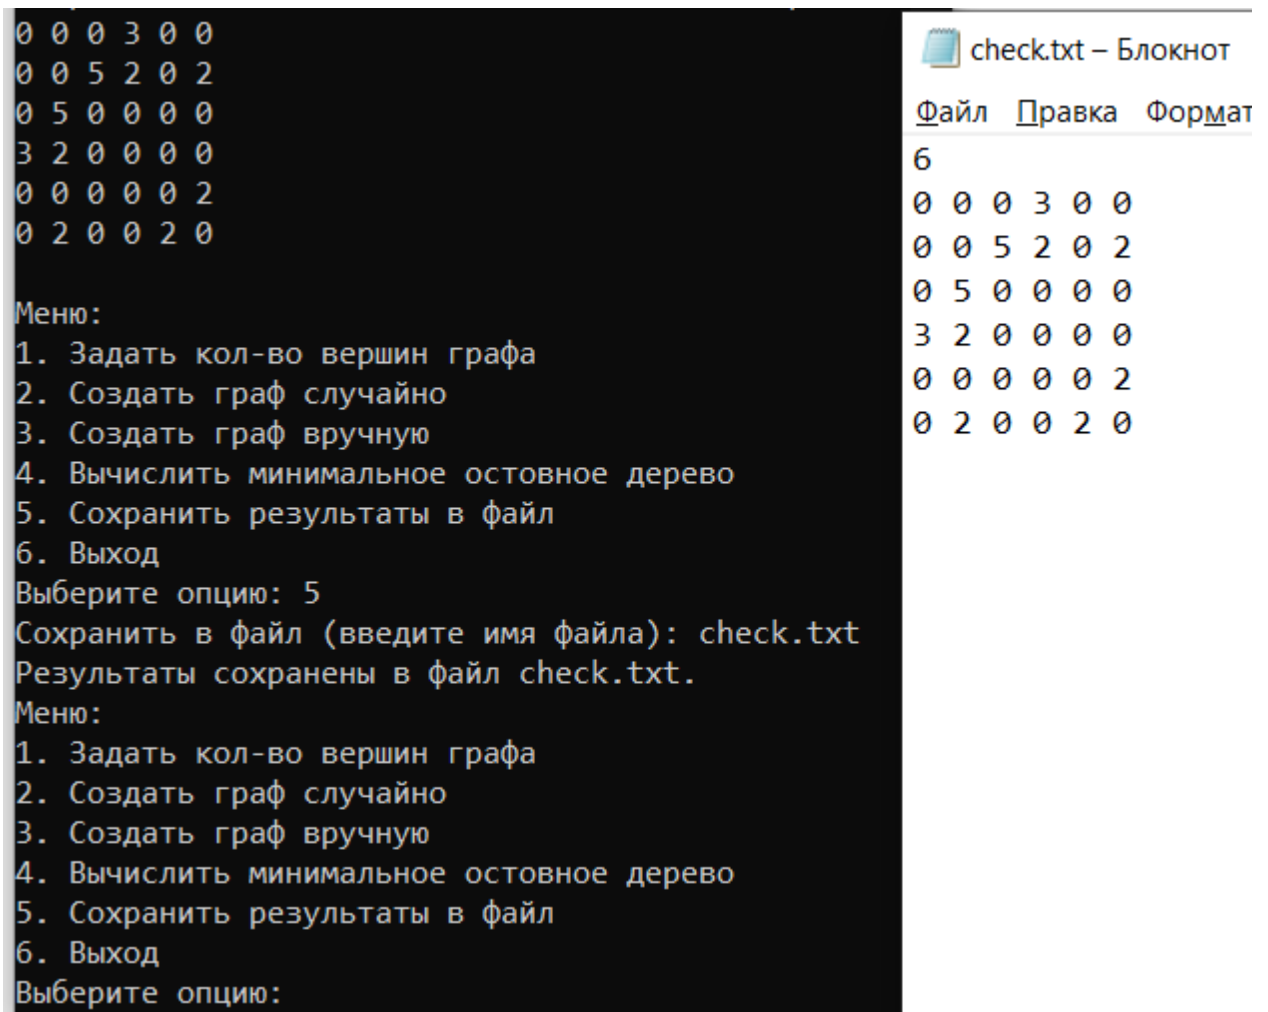 0 0 0 3 0 0
0 0 5 2 0 2
0 5 0 0 0 0
3 2 0 0 0 0
0 0 0 0 0 2
0 2 0 0 2 0
Меню:
1. Задать кол-во вершин графа
2. Создать граф случайно
3. Создать граф вручную
4. Вычислить минимальное остовное дерево
5. Сохранить результаты в файл
6. Выход
Выберите опцию: 5
Сохранить в файл (введите имя файла): check.txt
Результаты сохранены в файл check.txt.
Меню:
1. Задать кол-во вершин графа
2. Создать граф случайно
3. Создать граф вручную
4. Вычислить минимальное остовное дерево
5. Сохранить результаты в файл
6. Выход
Выберите опцию:
check.txt – Блокнот
Файл Правка Формат
6
0 0 0 3 0 0
0 0 5 2 0 2
0 5 0 0 0 0
3 2 0 0 0 0
0 0 0 0 0 2
0 2 0 0 2 0